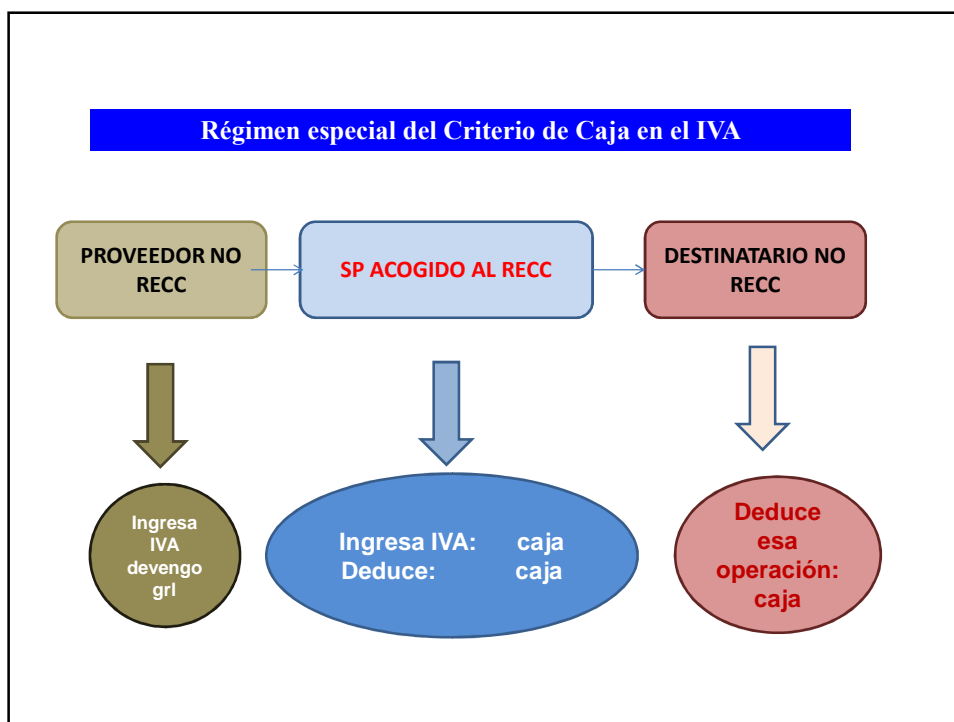 Régimen especial del Criterio de Caja en el IVA
PROVEEDOR NO
RECC
SP ACOGIDO AL RECC
DESTINATARIO NO
RECC
Ingresa
IVA
devengo
grl
Ingresa IVA: caja
Deduce: caja
Deduce
esa
operación:
caja